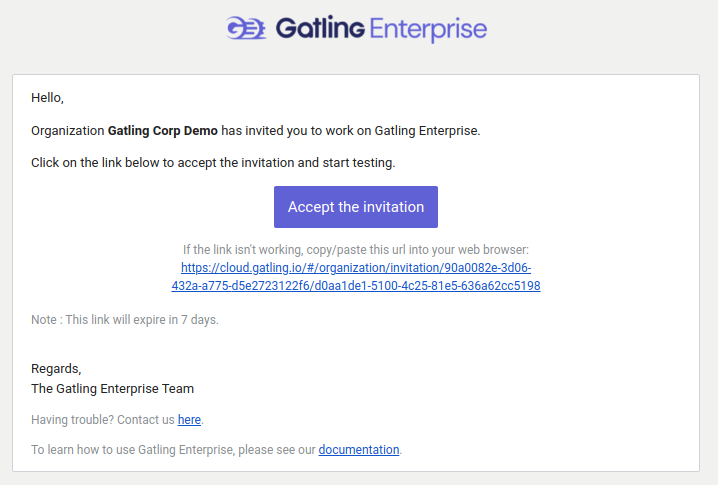 Gatling Enterprise
Hello,
Organization Gatling Corp Demo has invited you to work on Gatling Enterprise.
Click on the link below to accept the invitation and start testing.
Accept the invitation
If the link isn't working, copy/paste this url into your web browser:
https://cloud.gatling.io/#/organization/invitation/90a0082e-3d06-
432a-a775-d5e2723122f6/d0aa1de1-5100-4c25-81e5-636a62cc5198
Note : This link will expire in 7 days.
Regards,
The Gatling Enterprise Team
Having trouble? Contact us here.
To learn how to use Gatling Enterprise, please see our documentation.